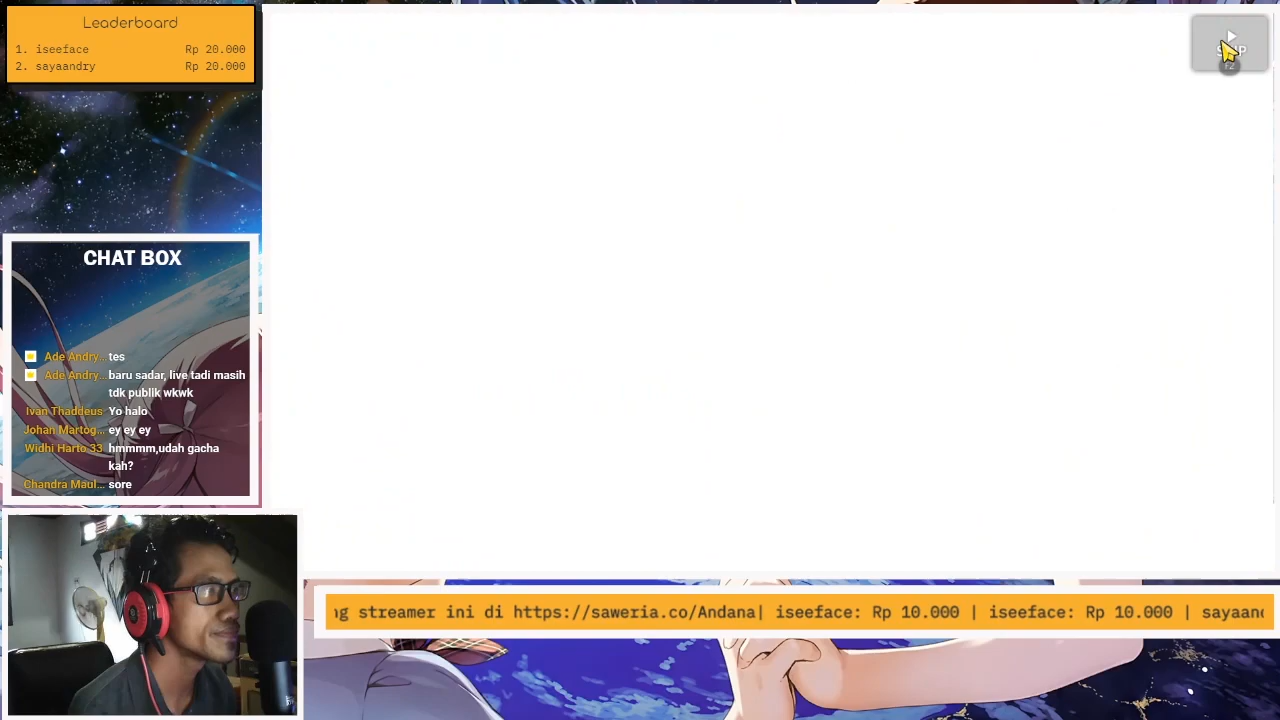 Leaderboard
1. iseeface Rp 20.000
2. sayaandry Rp 20.000
CHAT BOX
Ade Andry... tes
Ade Andry... baru sadar, live tadi masih
tdk publik wkwk
Ivan Thaddeus Yo halo
Johan Martog... ey ey ey
Widhi Harto 33 hmmmm,udah gacha
kah?
Chandra Maul... sore
streamer ini di https://saweria.co/Andana| iseeface: Rp 10.000 | iseeface: Rp 10.000 |